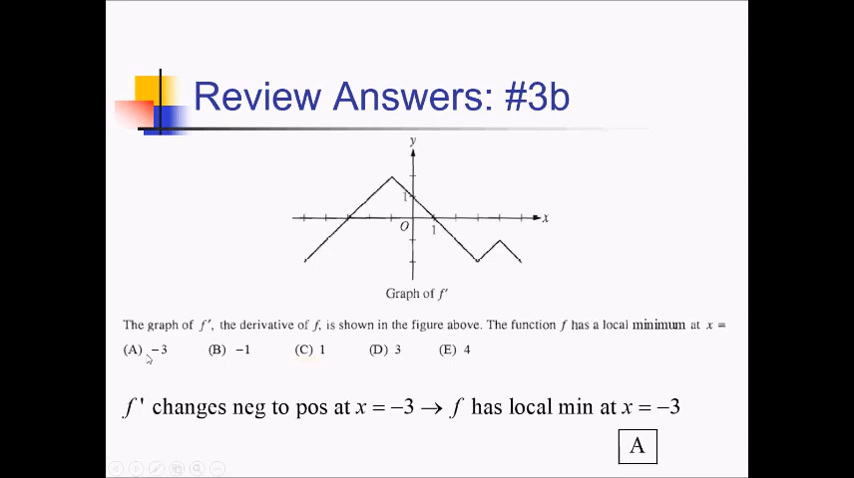 Review Answers: #3b
y
1
O
1
x
Graph of f′
The graph of f′, the derivative of f, is shown in the figure above. The function f has a local minimum at x =
(A) −3 (B) −1 (C) 1 (D) 3 (E) 4
f ' changes neg to pos at x = −3 → f has local min at x = −3
A